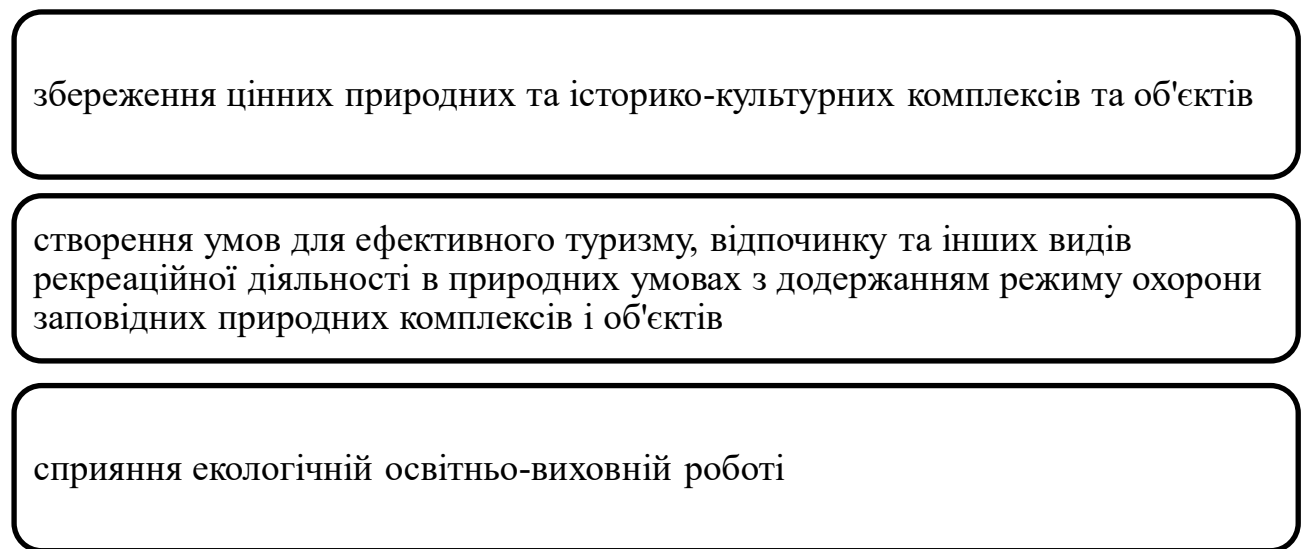 збереження цінних природних та історико-культурних комплексів та об'єктів
створення умов для ефективного туризму, відпочинку та інших видів
рекреаційної діяльності в природних умовах з додержанням режиму охорони
заповідних природних комплексів і об'єктів
сприяння екологічній освітньо-виховній роботі